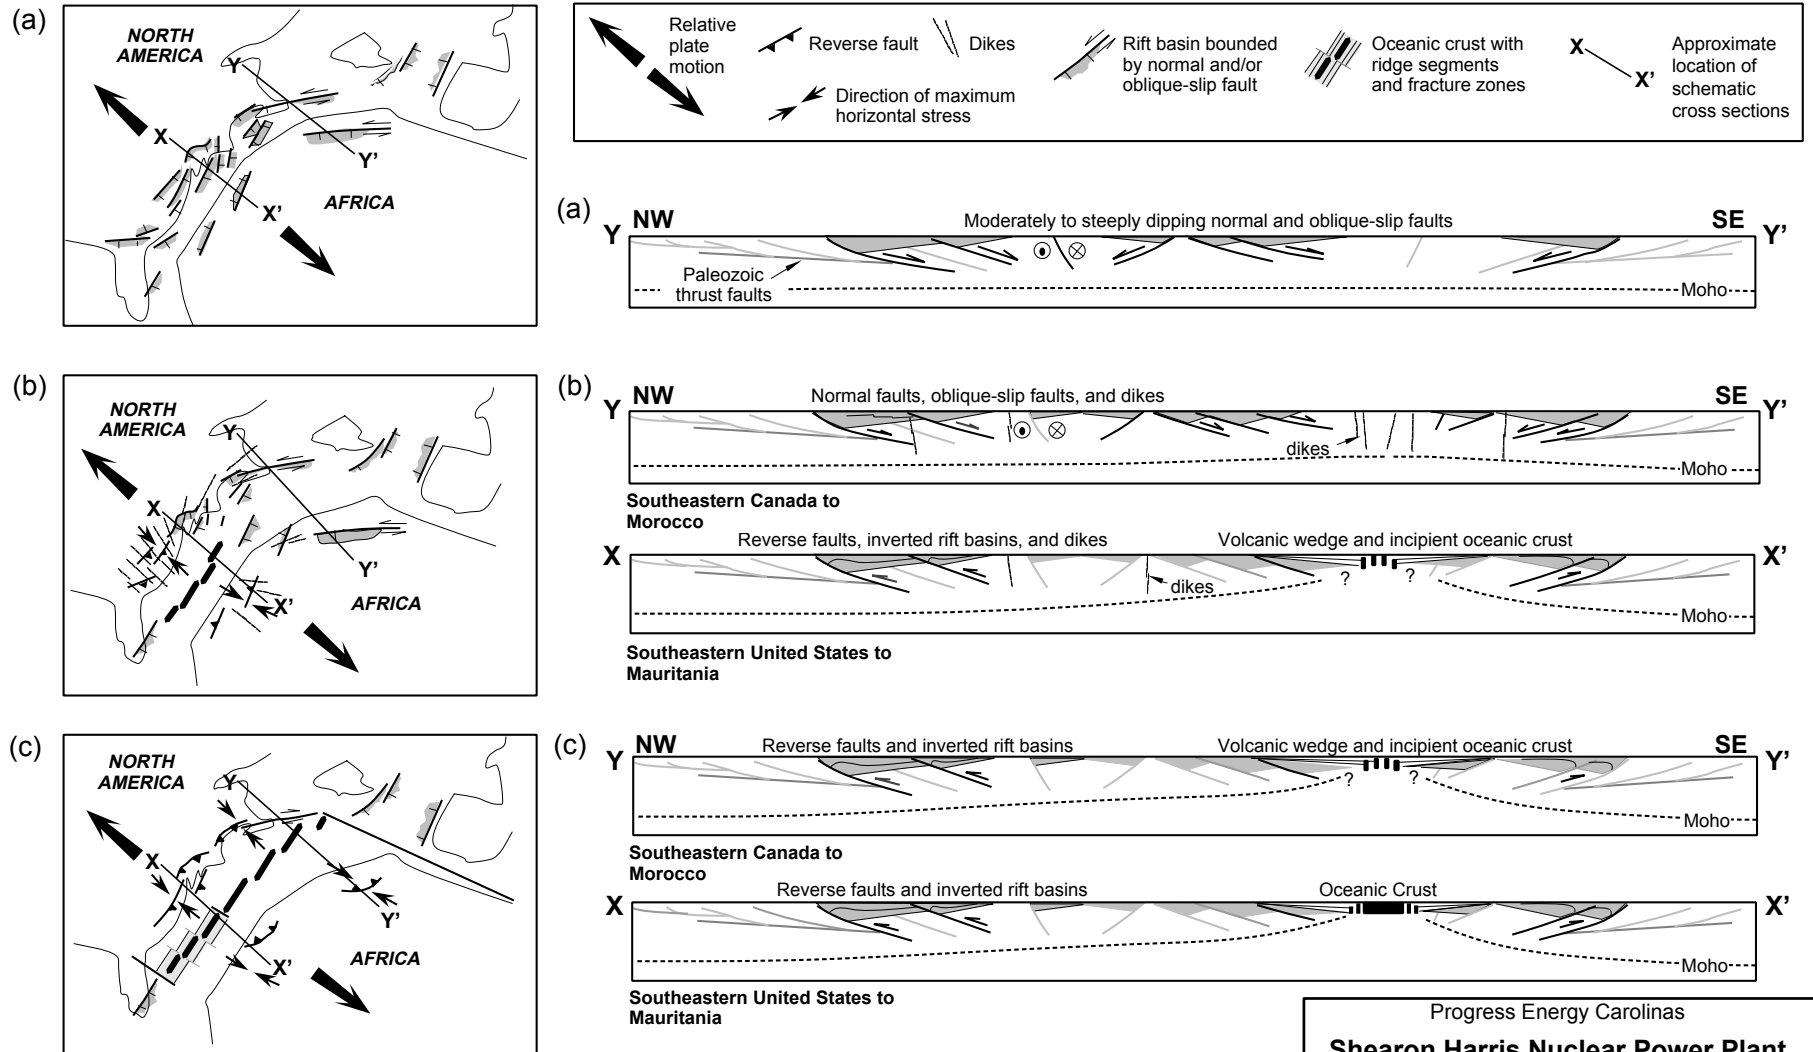 (a)
NORTH
AMERICA
Y
X
Y’
X’
AFRICA
Relative
plate
motion
Reverse fault
Dikes
Direction of maximum
horizontal stress
Rift basin bounded
by normal and/or
oblique-slip fault
Oceanic crust with
ridge segments
and fracture zones
X
X’
Approximate
location of
schematic
cross sections
(a)
NW
Moderately to steeply dipping normal and oblique-slip faults
SE
Y
Y’
Paleozoic
thrust faults
Moho
(b)
NORTH
AMERICA
Y
X
Y’
X’
AFRICA
(b)
NW
Normal faults, oblique-slip faults, and dikes
SE
Y
Y’
dikes
Moho
Southeastern Canada to
Morocco
Reverse faults, inverted rift basins, and dikes
Volcanic wedge and incipient oceanic crust
X
X’
? ?
dikes
Moho
Southeastern United States to
Mauritania
(c)
NORTH
AMERICA
Y
X
Y’
X’
AFRICA
(c)
NW
Reverse faults and inverted rift basins
Volcanic wedge and incipient oceanic crust
SE
Y
Y’
? ?
Moho
Southeastern Canada to
Morocco
Reverse faults and inverted rift basins
Oceanic Crust
X
X’
Moho
Southeastern United States to
Mauritania
Progress Energy Carolinas
Shearon Harris Nuclear Power Plant